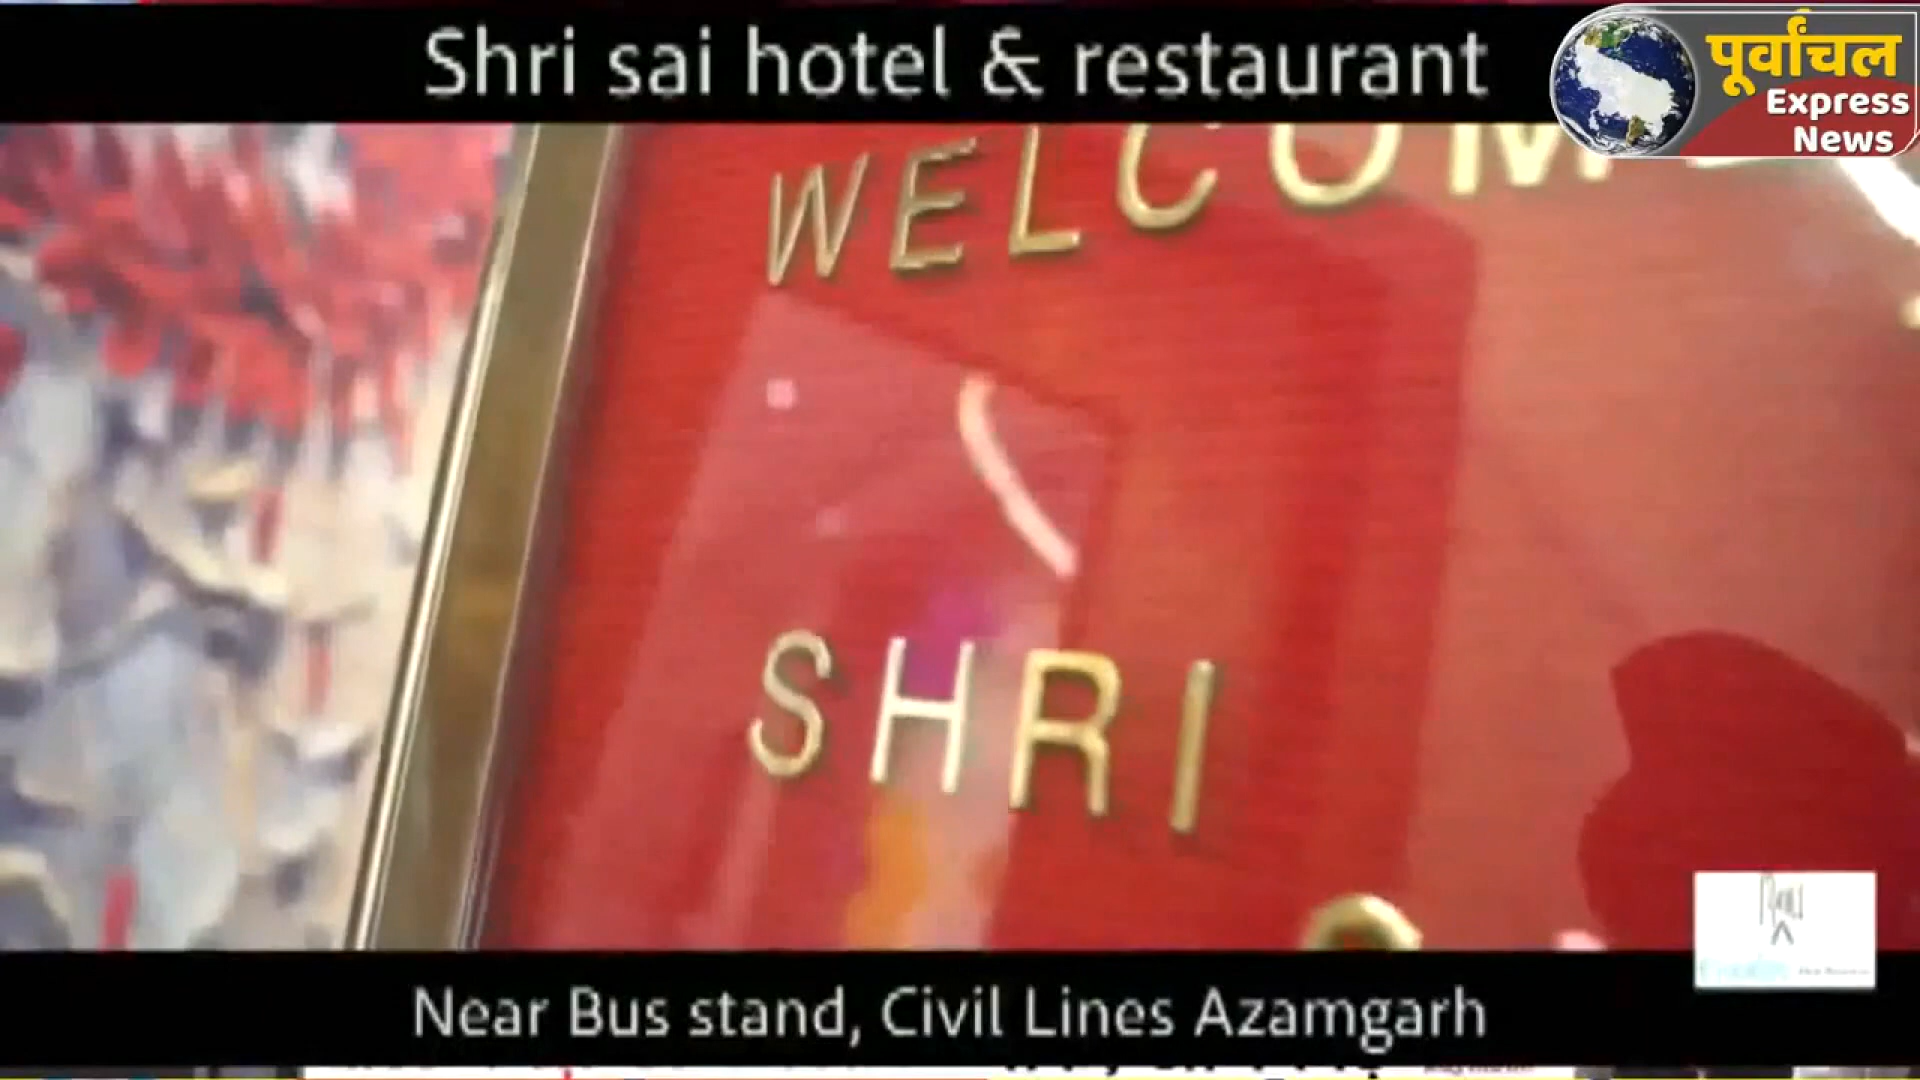 Shri sai hotel & restaurant
पूर्वांचल
Express
News
WELCOM
SHRI
Near Bus stand, Civil Lines Azamgarh